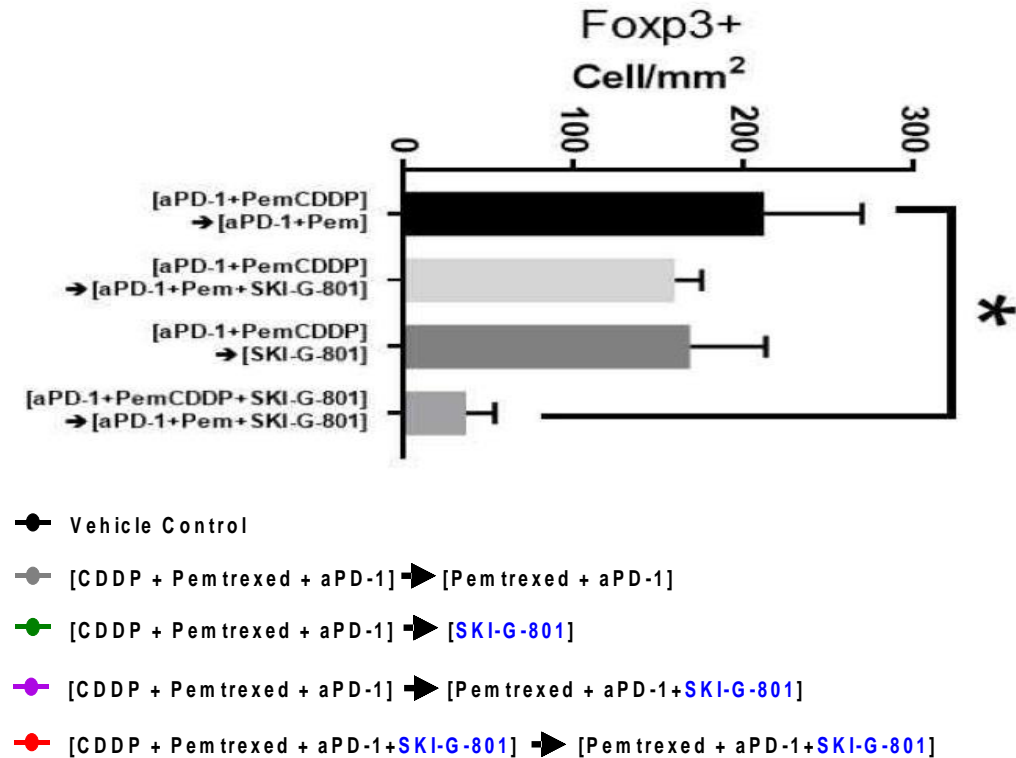 Foxp3+
Cell/mm²
0 100 200 300
[aPD-1+PemCDDP]
➔[aPD-1+Pem]
[aPD-1+PemCDDP]
➔[aPD-1+Pem+SKI-G-801]
[aPD-1+PemCDDP]
➔[SKI-G-801]
[aPD-1+PemCDDP+SKI-G-801]
➔[aPD-1+Pem+SKI-G-801]
*
Vehicle Control
[CDDP + Pemtrexed + aPD-1] ➔ [Pemtrexed + aPD-1]
[CDDP + Pemtrexed + aPD-1] ➔ [SKI-G-801]
[CDDP + Pemtrexed + aPD-1] ➔ [Pemtrexed + aPD-1+SKI-G-801]
[CDDP + Pemtrexed + aPD-1+SKI-G-801] ➔ [Pemtrexed + aPD-1+SKI-G-801]